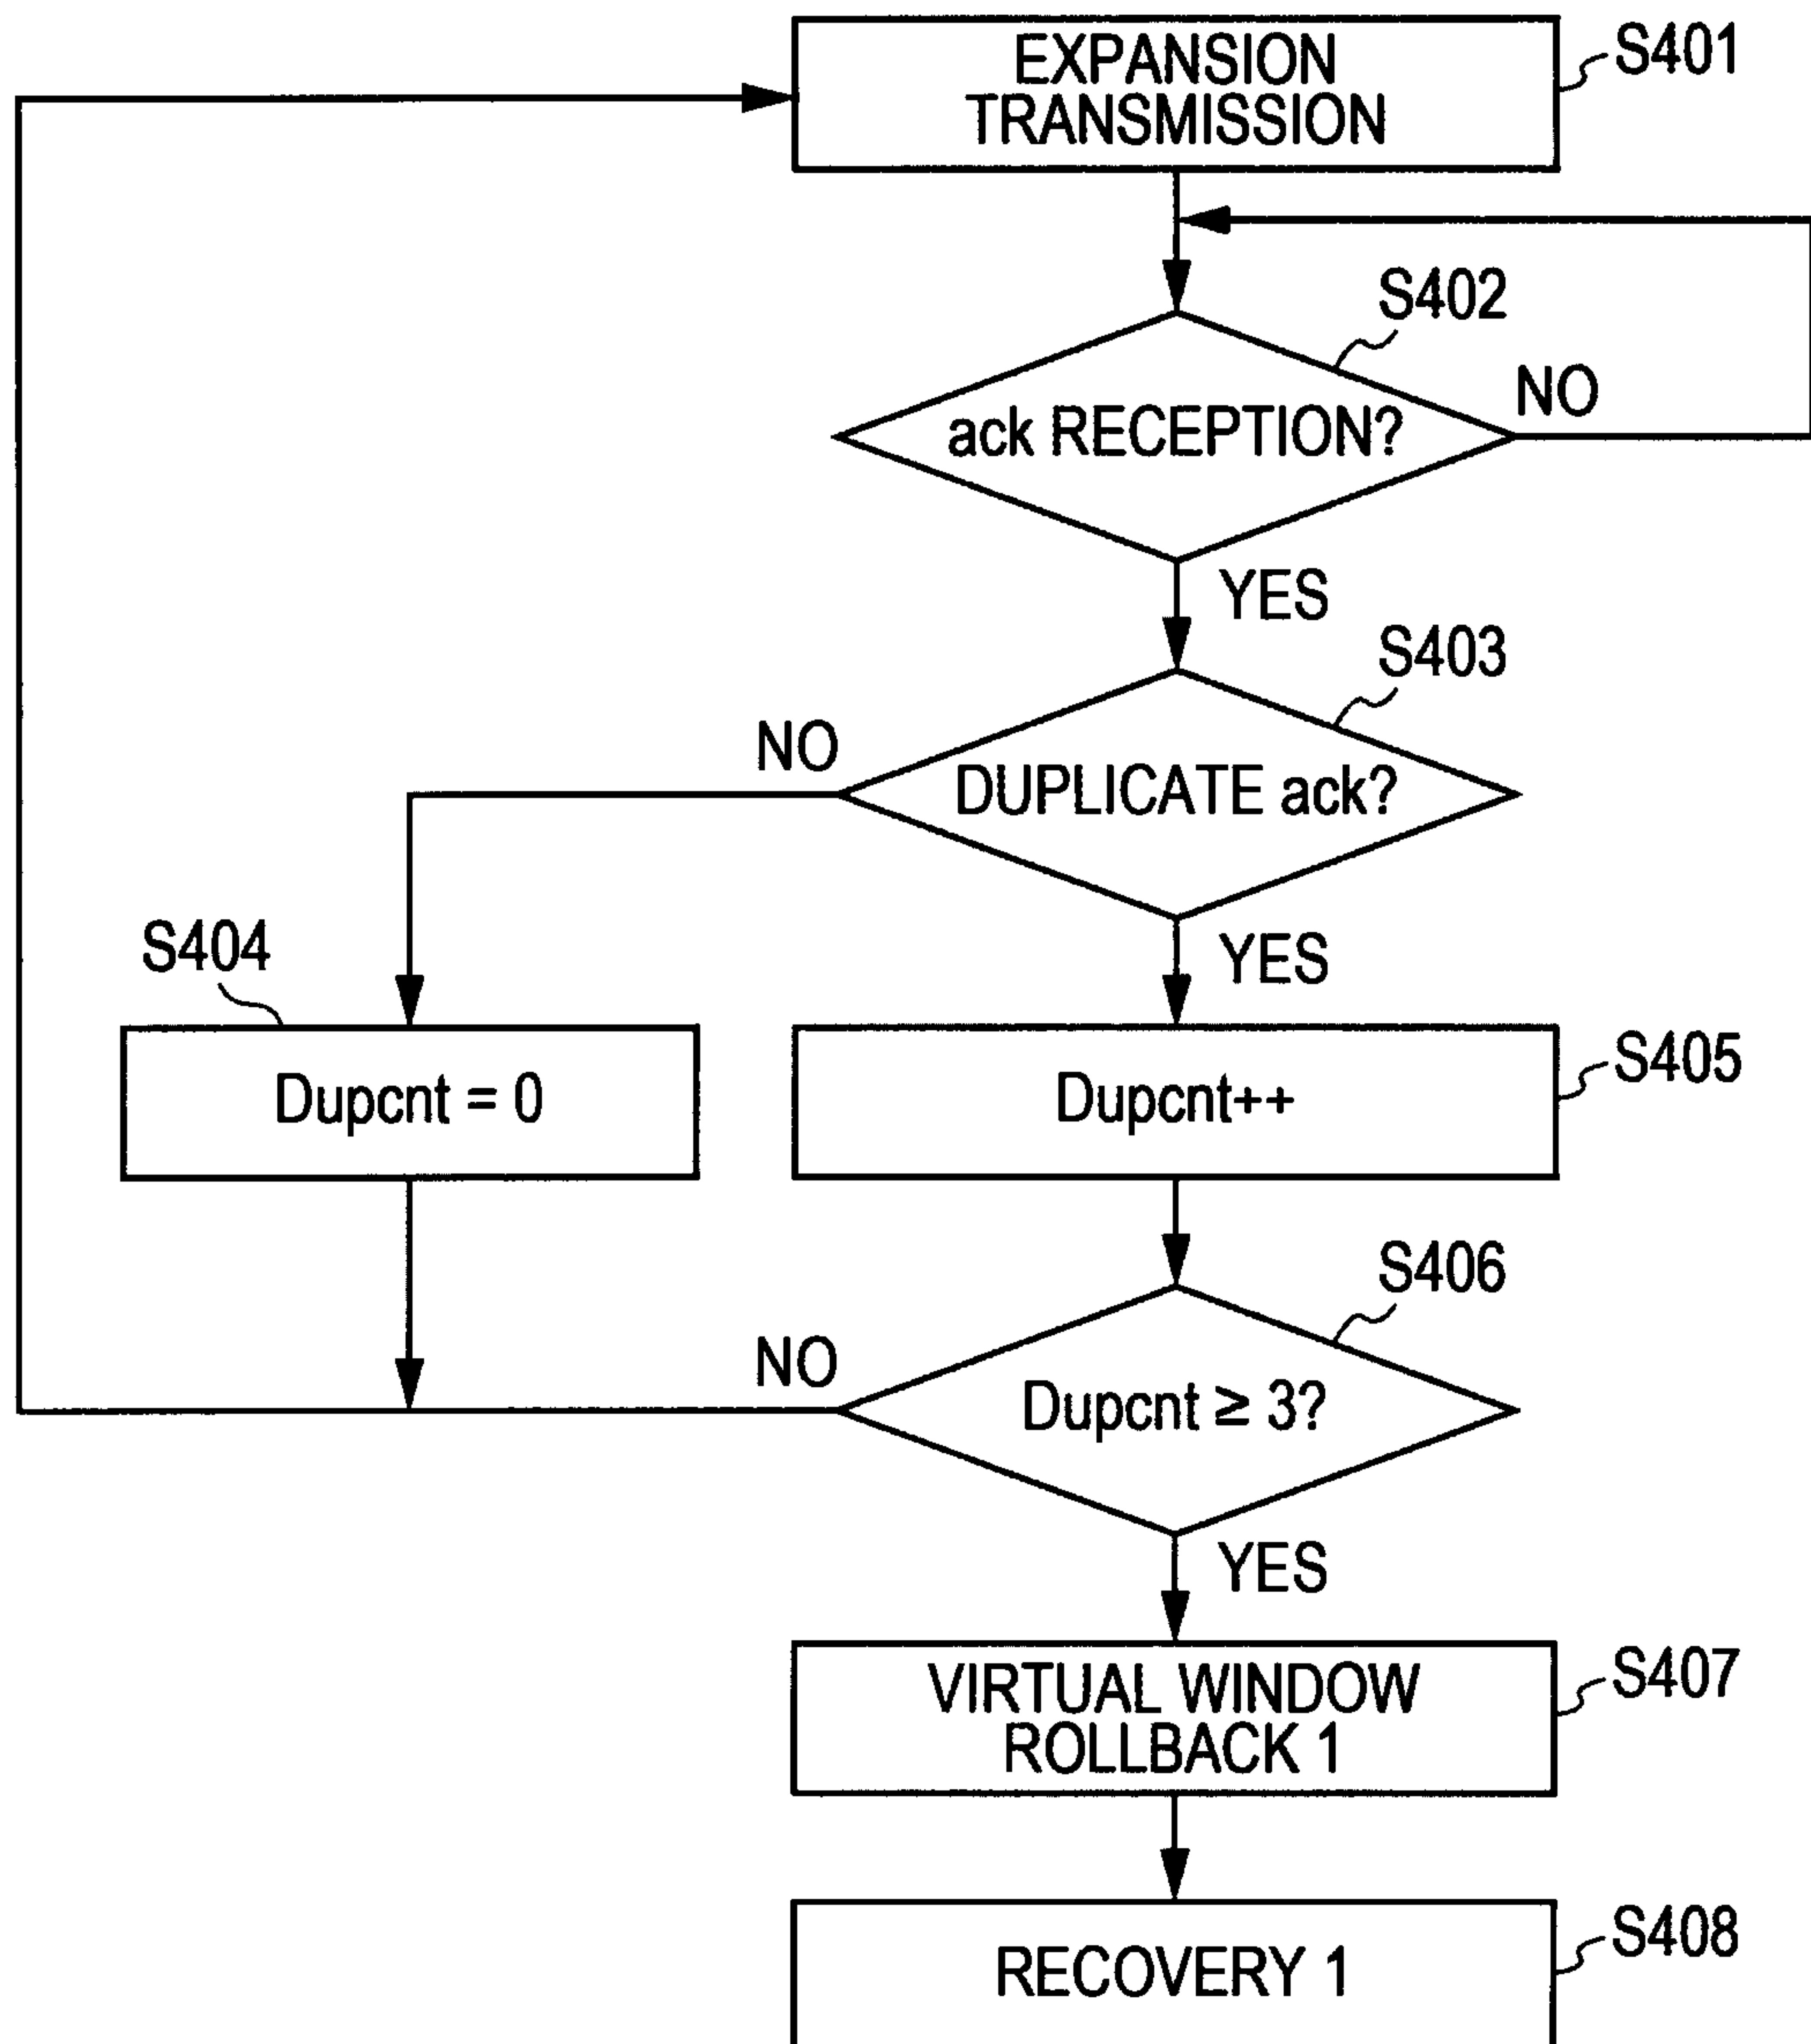 EXPANSION
TRANSMISSION
S401
S402
ack RECEPTION?
NO
YES
S403
NO
DUPLICATE ack?
YES
S404
Dupcnt = 0
Dupcnt++
S405
S406
NO
Dupcnt ≥ 3?
YES
VIRTUAL WINDOW
ROLLBACK 1
S407
RECOVERY 1
S408